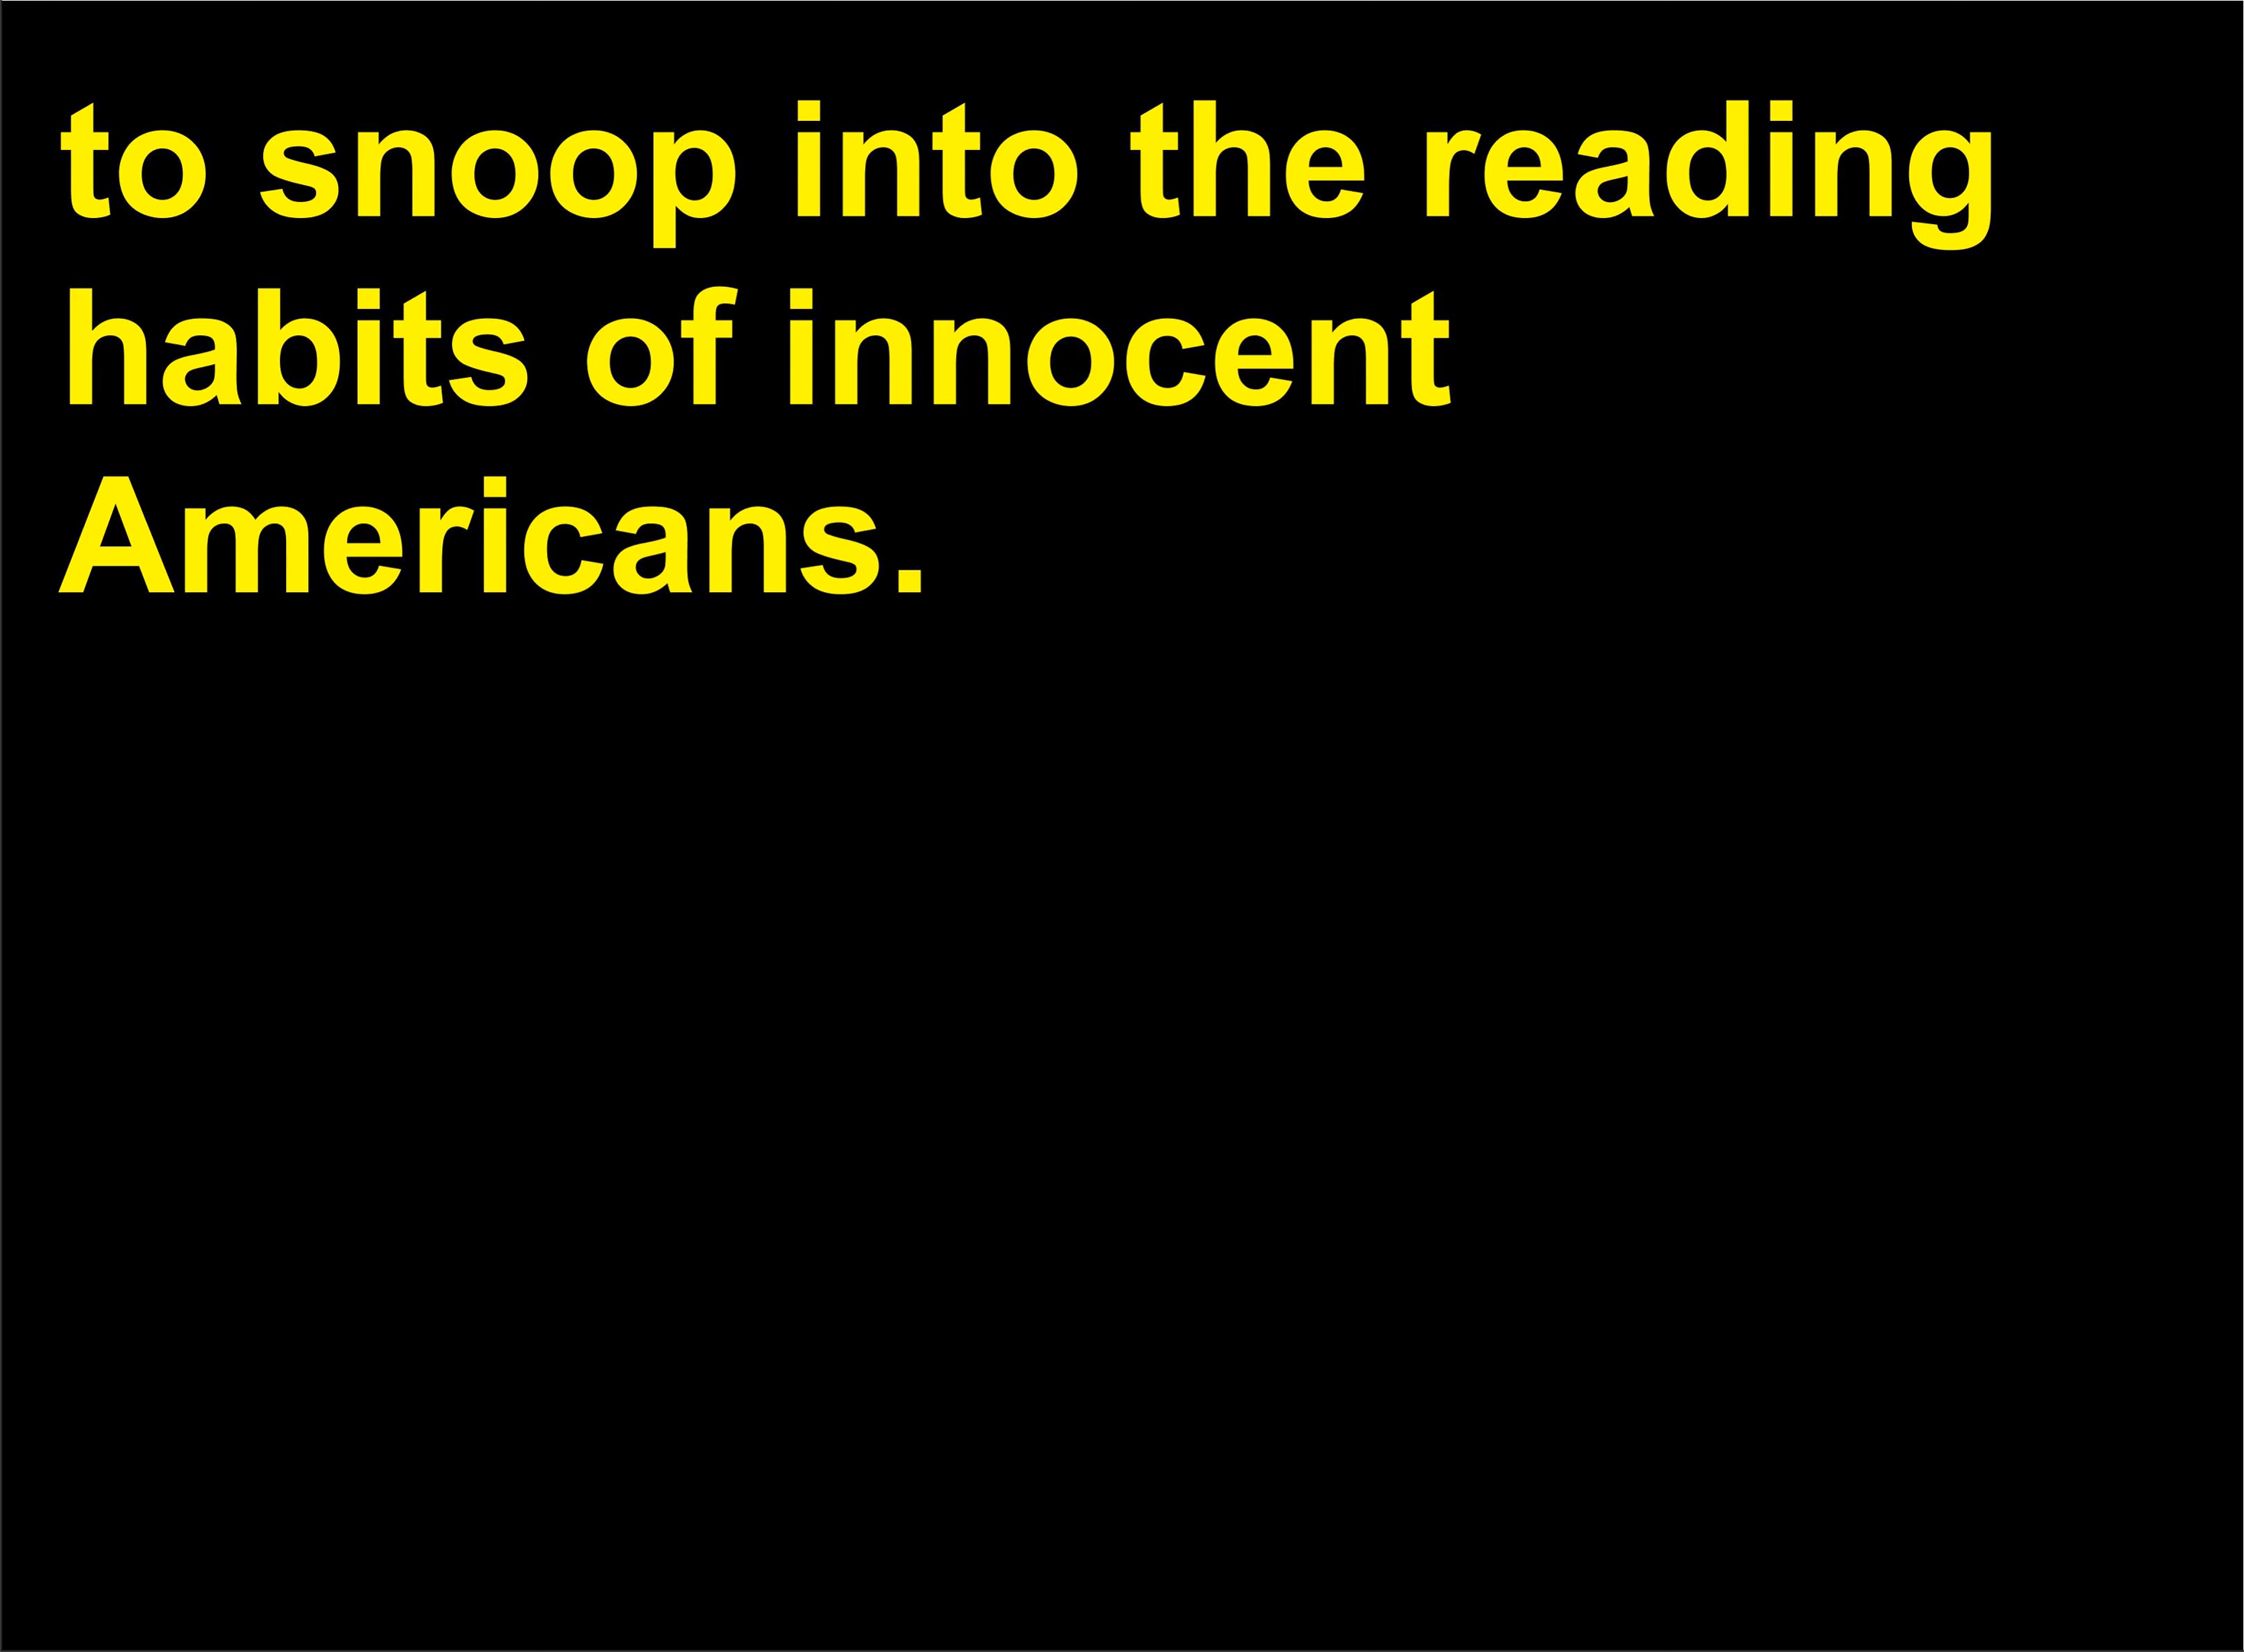 to snoop into the reading
habits of innocent
Americans.